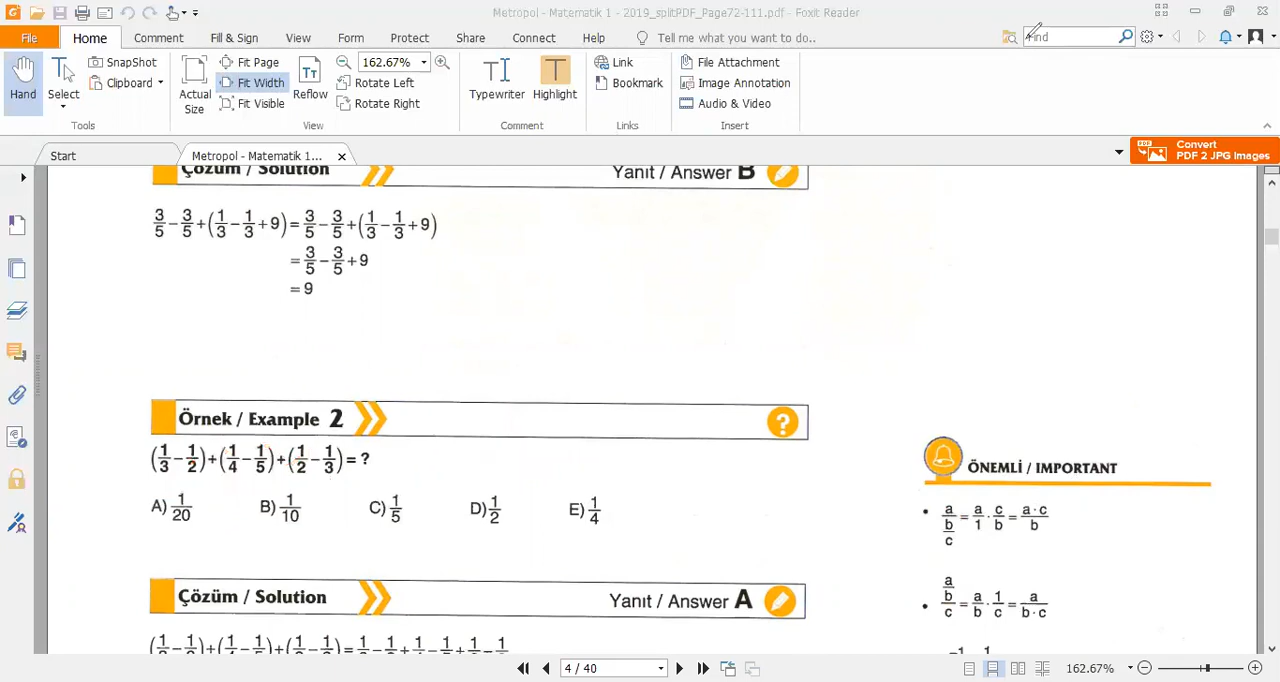 Metropol - Matematik 1 - 2019_splitPDF_Page72-111.pdf - Foxit Reader
File Home Comment Fill & Sign View Form Protect Share Connect Help Tell me what you want to do.. Find
Hand Select SnapShot Clipboard Actual Size Fit Page Fit Width Fit Visible Reflow 162.67% Rotate Left Rotate Right Typewriter Highlight Link Bookmark File Attachment Image Annotation Audio & Video
Tools View Comment Links Insert
Start Metropol - Matematik 1... Convert PDF 2 JPG Images
Çözüm / Solution Yanıt / Answer B
3/5 − 3/5 + (1/3 − 1/3 + 9) = 3/5 − 3/5 + (1/3 − 1/3 + 9)
= 3/5 − 3/5 + 9
= 9
Örnek / Example 2 ?
(1/3 − 1/2) + (1/4 − 1/5) + (1/2 − 1/3) = ?
A) 1/20 B) 1/10 C) 1/5 D) 1/2 E) 1/4
Çözüm / Solution Yanıt / Answer A
ÖNEMLİ / IMPORTANT
• a/(b/c) = a/1 · c/b = a·c/b
• (a/b)/c = a/b · 1/c = a/b·c
4 / 40 162.67%